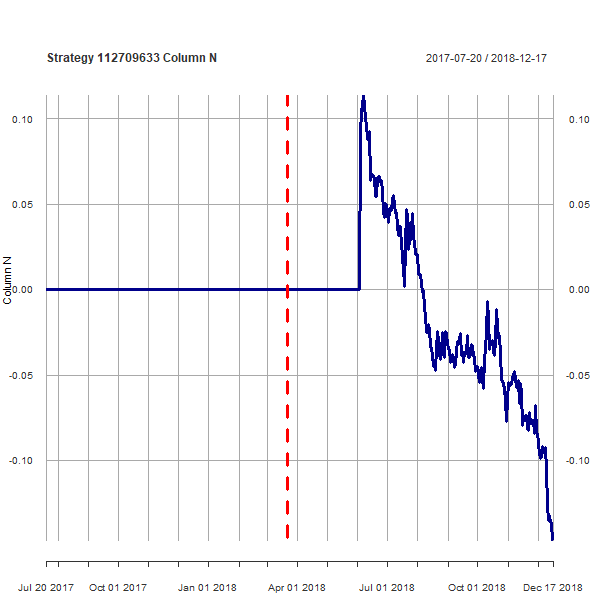 Strategy 112709633 Column N 2017-07-20 / 2018-12-17
0.10 0.10
0.05 0.05
0.00 0.00
Column N
-0.05 -0.05
-0.10 -0.10
Jul 20 2017 Oct 01 2017 Jan 01 2018 Apr 01 2018 Jul 01 2018 Oct 01 2018 Dec 17 2018